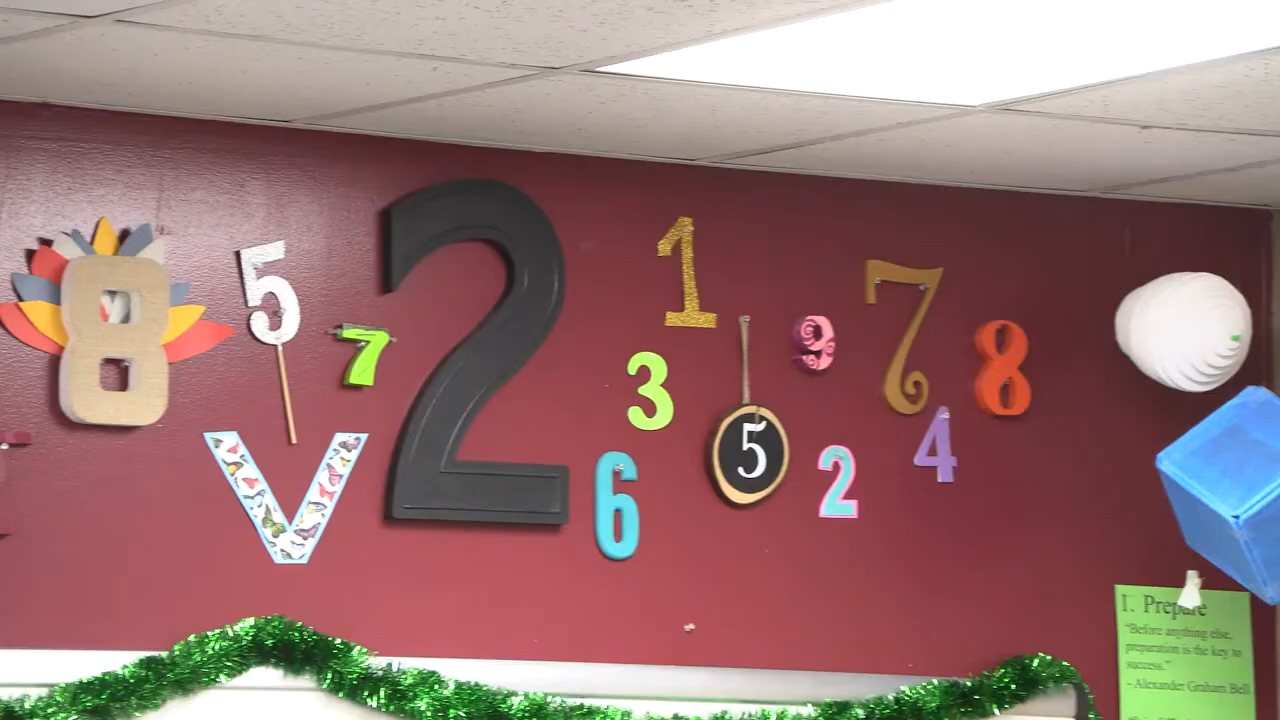 8
5
7
V
2
1
3
6
5
9
2
7
4
8
I. Prepare
"Before anything else,
preparation is the key to
success."
- Alexander Graham Bell